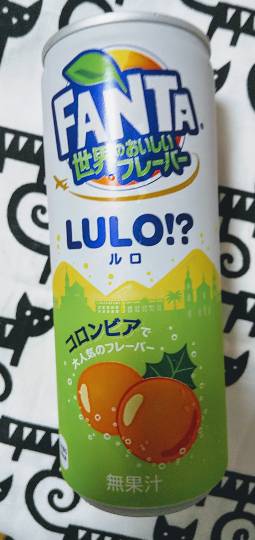 FANTA
世界のおいしい
フレーバー
LULO!?
ルロ
コロンビアで
大人気のフレーバー
無果汁